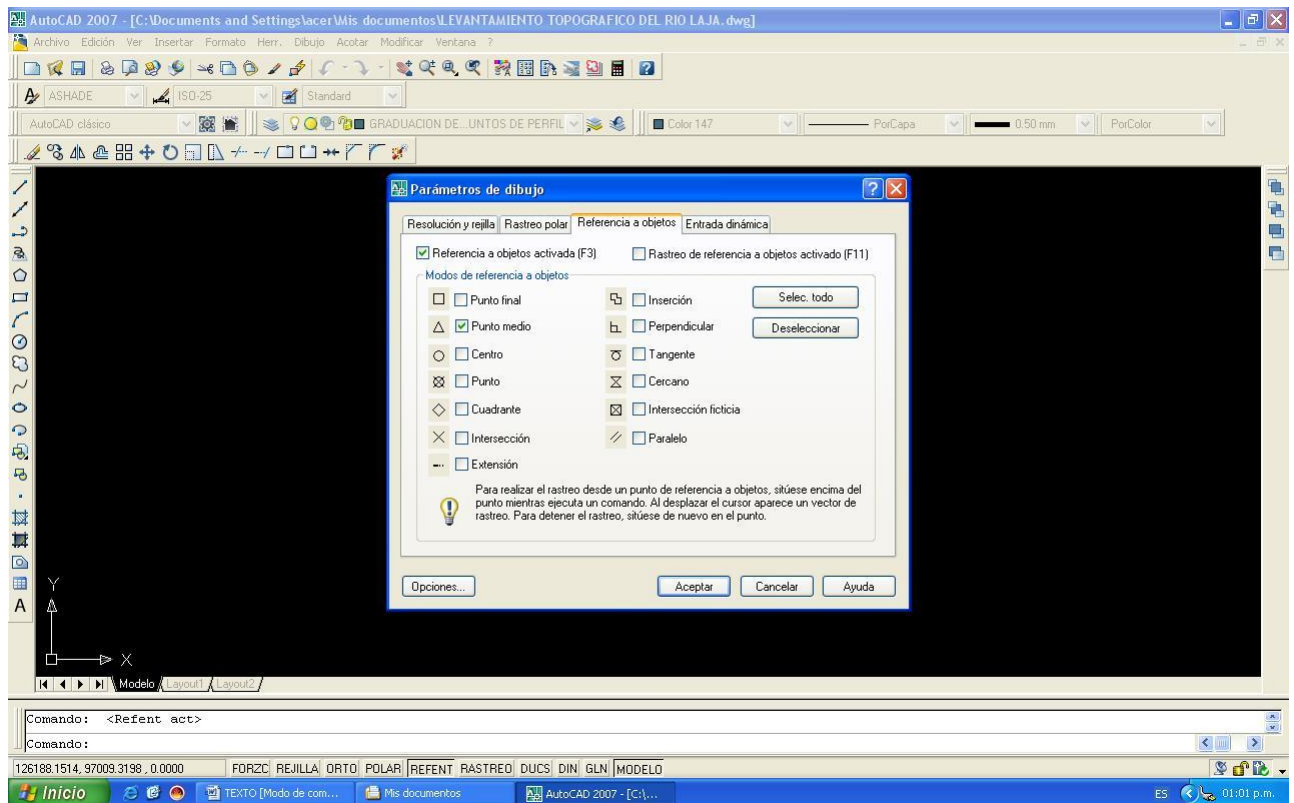 AutoCAD 2007 - [C:\Documents and Settings\acer\Mis documentos\LEVANTAMIENTO TOPOGRAFICO DEL RIO LAJA.dwg]
Archivo Edición Ver Insertar Formato Herr. Dibujo Acotar Modificar Ventana ?
ASHADE ISO-25 Standard
AutoCAD clásico GRADUACION DE...UNTOS DE PERFIL Color 147 PorCapa 0.50 mm PorColor
Parámetros de dibujo
Resolución y rejilla Rastreo polar Referencia a objetos Entrada dinámica
Referencia a objetos activada (F3) Rastreo de referencia a objetos activado (F11)
Modos de referencia a objetos
Punto final Inserción Selec. todo
Punto medio Perpendicular Deseleccionar
Centro Tangente
Punto Cercano
Cuadrante Intersección ficticia
Intersección Paralelo
Extensión
Para realizar el rastreo desde un punto de referencia a objetos, sitúese encima del
punto mientras ejecuta un comando. Al desplazar el cursor aparece un vector de
rastreo. Para detener el rastreo, sitúese de nuevo en el punto.
Opciones... Aceptar Cancelar Ayuda
A
Y
X
Modelo Layout1 Layout2
Comando: <Refent act>
Comando:
126188.1514, 97009.3198 , 0.0000 FORZC REJILLA ORTO POLAR REFENT RASTREO DUCS DIN GLN MODELO
Inicio TEXTO [Modo de com... Mis documentos AutoCAD 2007 - [C:\... ES 01:01 p.m.